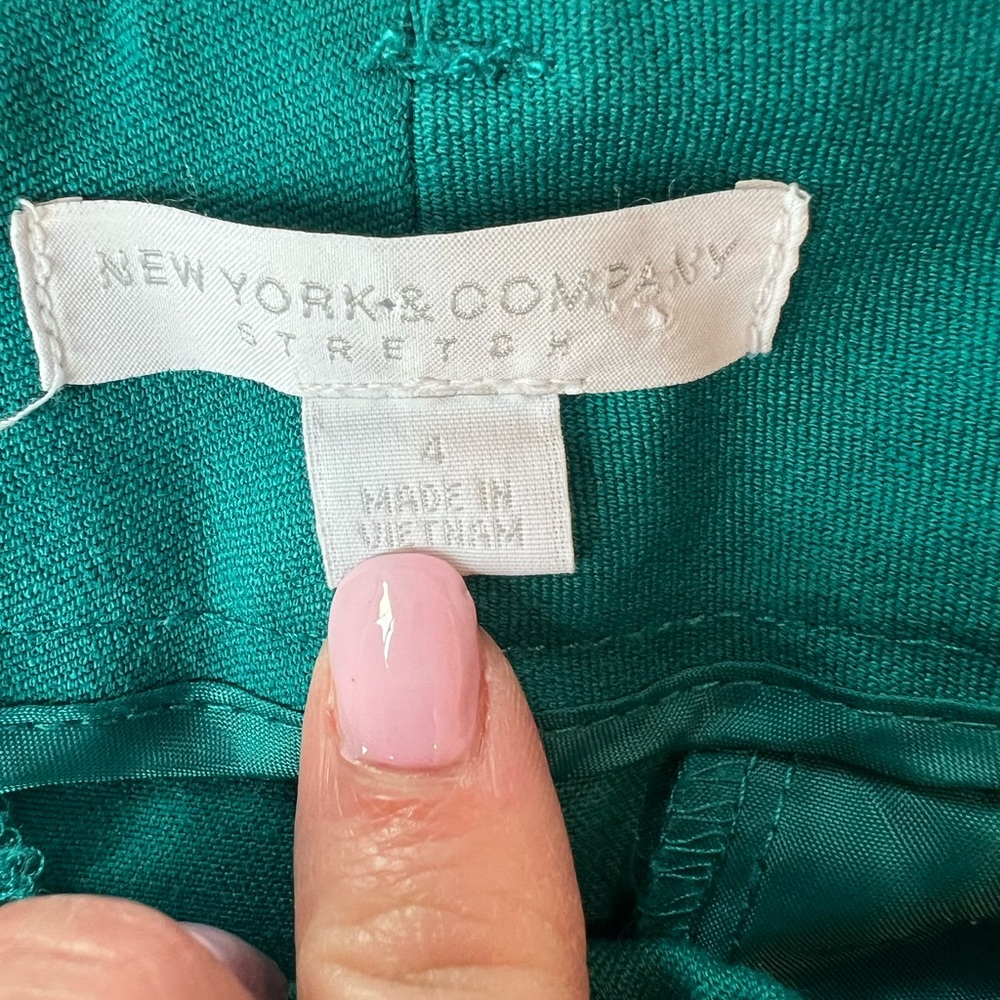 NEW YORK & COMPANY
STRETCH
4
MADE IN
VIETNAM